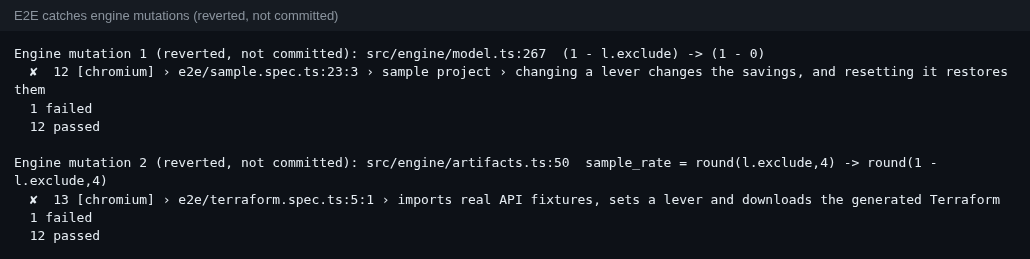 E2E catches engine mutations (reverted, not committed)
Engine mutation 1 (reverted, not committed): src/engine/model.ts:267  (1 - l.exclude) -> (1 - 0)
  ✘  12 [chromium] › e2e/sample.spec.ts:23:3 › sample project › changing a lever changes the savings, and resetting it restores
them
  1 failed
  12 passed
Engine mutation 2 (reverted, not committed): src/engine/artifacts.ts:50  sample_rate = round(l.exclude,4) -> round(1 -
l.exclude,4)
  ✘  13 [chromium] › e2e/terraform.spec.ts:5:1 › imports real API fixtures, sets a lever and downloads the generated Terraform
  1 failed
  12 passed